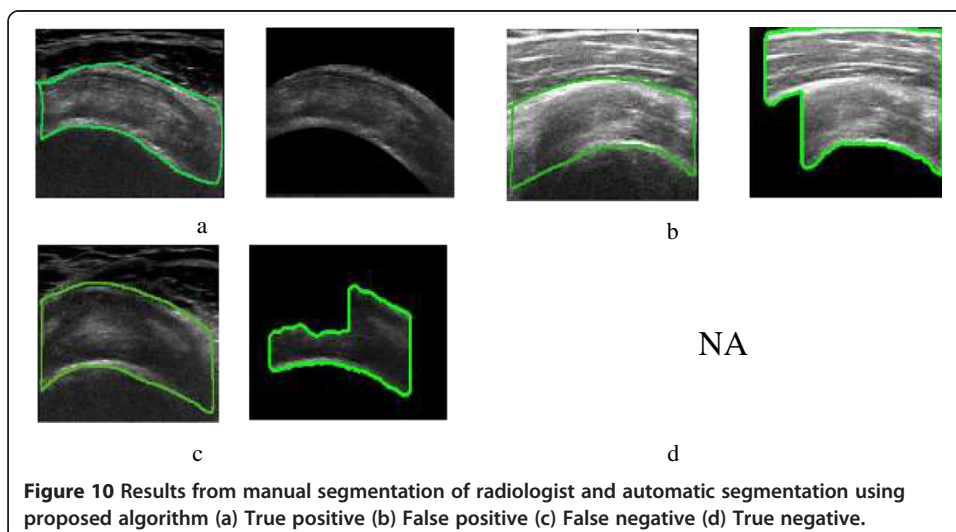 a
b
c
NA
d
Figure 10 Results from manual segmentation of radiologist and automatic segmentation using
proposed algorithm (a) True positive (b) False positive (c) False negative (d) True negative.